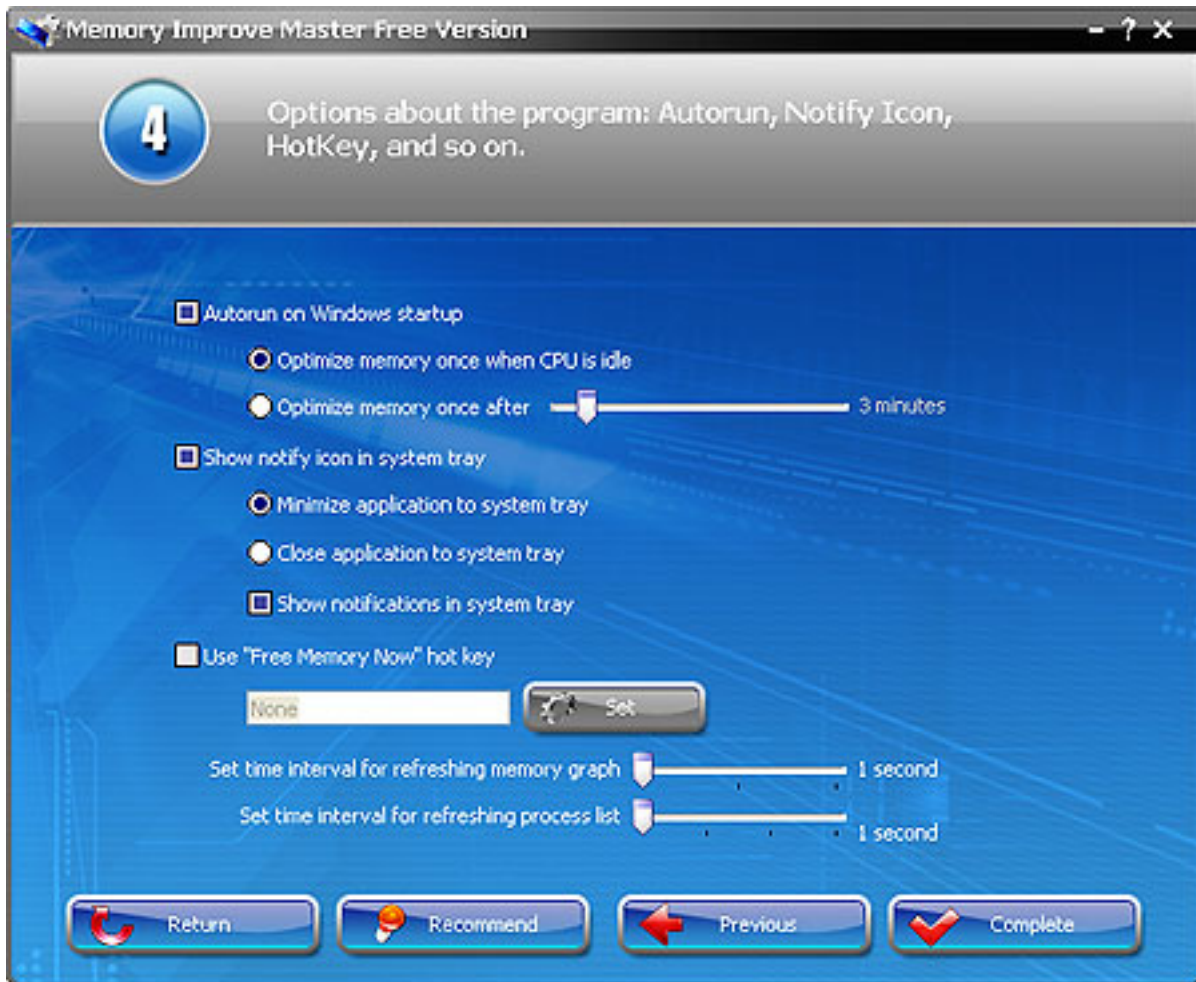 Memory Improve Master Free Version
4
Options about the program: Autorun, Notify Icon,
HotKey, and so on.
Autorun on Windows startup
Optimize memory once when CPU is idle
Optimize memory once after 3 minutes
Show notify icon in system tray
Minimize application to system tray
Close application to system tray
Show notifications in system tray
Use "Free Memory Now" hot key
None Set
Set time interval for refreshing memory graph 1 second
Set time interval for refreshing process list 1 second
Return Recommend Previous Complete